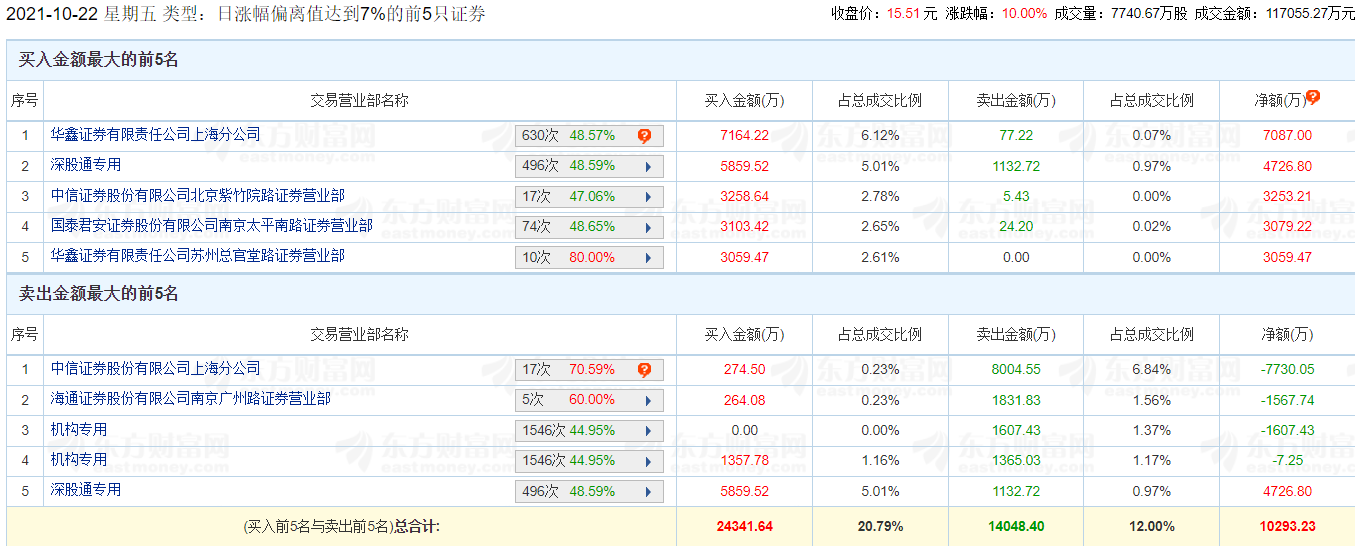 2021-10-22 星期五 类型：日涨幅偏离值达到7%的前5只证券 收盘价：15.51元 涨跌幅：10.00% 成交量：7740.67万股 成交金额：117055.27万元
买入金额最大的前5名
序号 交易营业部名称 买入金额(万) 占总成交比例 卖出金额(万) 占总成交比例 净额(万)
1 华鑫证券有限责任公司上海分公司 630次 48.57% 7164.22 6.12% 77.22 0.07% 7087.00
2 深股通专用 496次 48.59% 5859.52 5.01% 1132.72 0.97% 4726.80
3 中信证券股份有限公司北京紫竹院路证券营业部 17次 47.06% 3258.64 2.78% 5.43 0.00% 3253.21
4 国泰君安证券股份有限公司南京太平南路证券营业部 74次 48.65% 3103.42 2.65% 24.20 0.02% 3079.22
5 华鑫证券有限责任公司苏州总官堂路证券营业部 10次 80.00% 3059.47 2.61% 0.00 0.00% 3059.47
卖出金额最大的前5名
序号 交易营业部名称 买入金额(万) 占总成交比例 卖出金额(万) 占总成交比例 净额(万)
1 中信证券股份有限公司上海分公司 17次 70.59% 274.50 0.23% 8004.55 6.84% -7730.05
2 海通证券股份有限公司南京广州路证券营业部 5次 60.00% 264.08 0.23% 1831.83 1.56% -1567.74
3 机构专用 1546次 44.95% 0.00 0.00% 1607.43 1.37% -1607.43
4 机构专用 1546次 44.95% 1357.78 1.16% 1365.03 1.17% -7.25
5 深股通专用 496次 48.59% 5859.52 5.01% 1132.72 0.97% 4726.80
(买入前5名与卖出前5名)总合计: 24341.64 20.79% 14048.40 12.00% 10293.23
东方财富网
eastmoney.com